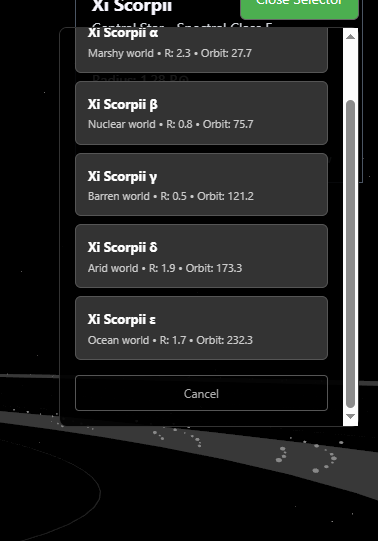 Xi Scorpii
Close Selector
Central Star - Spectral Class F
Xi Scorpii α
Marshy world • R: 2.3 • Orbit: 27.7
Radius: 1.28 R⊙
Xi Scorpii β
Nuclear world • R: 0.8 • Orbit: 75.7
Xi Scorpii γ
Barren world • R: 0.5 • Orbit: 121.2
Xi Scorpii δ
Arid world • R: 1.9 • Orbit: 173.3
Xi Scorpii ε
Ocean world • R: 1.7 • Orbit: 232.3
Cancel